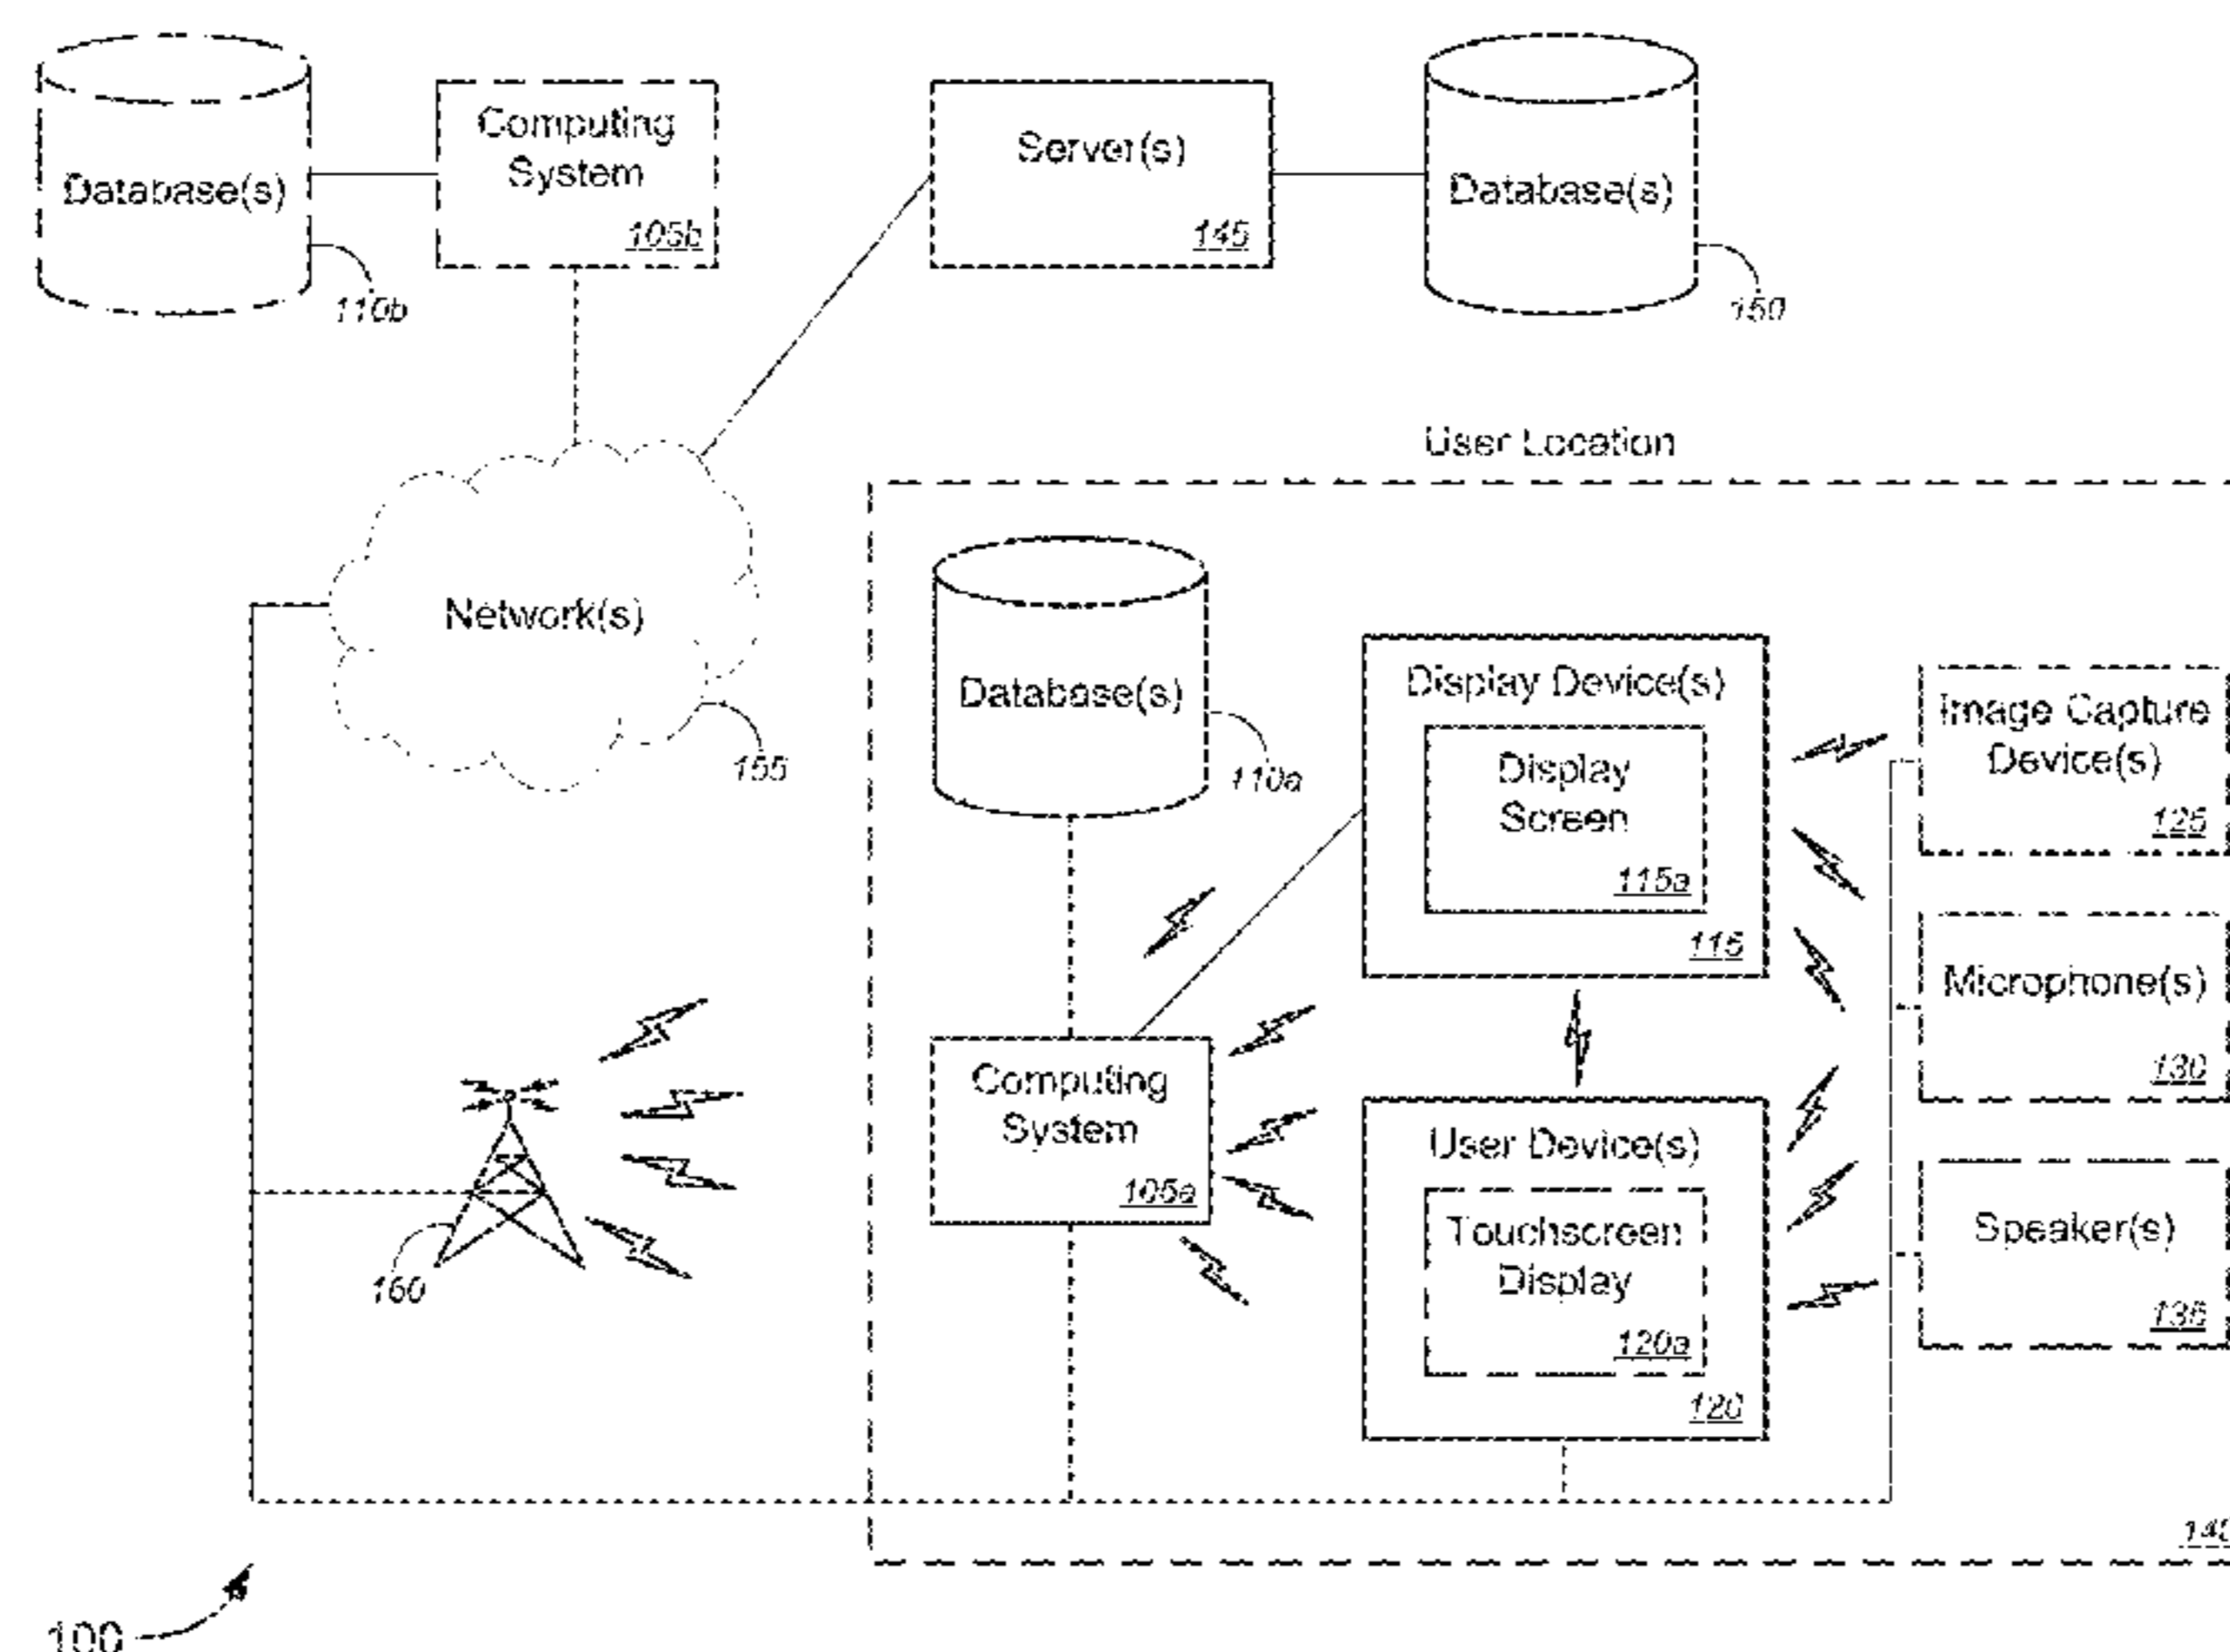 Database(s)
110b
Computing
System
105b
Server(s)
145
Database(s)
150
Network(s)
155
User Location
Database(s)
110a
Display Device(s)
Display
Screen
115a
115
Image Capture
Device(s)
125
Microphone(s)
130
Computing
System
105a
User Device(s)
Touchscreen
Display
120a
120
Speaker(s)
135
160
140
100